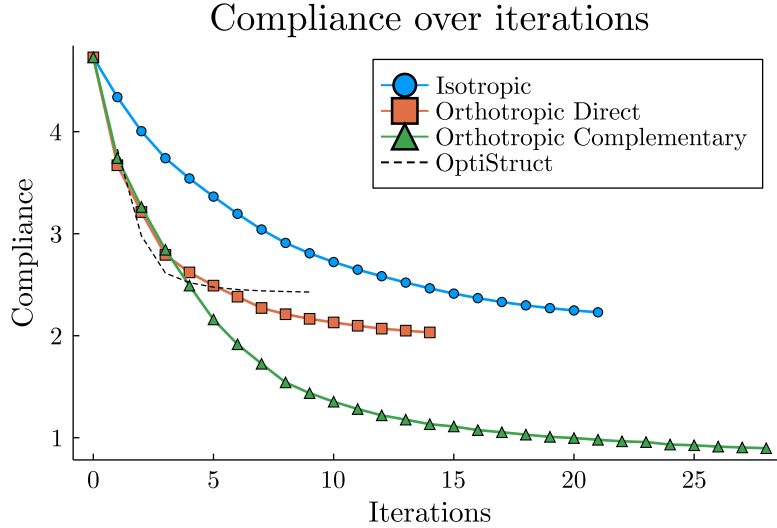 Compliance over iterations
Isotropic
Orthotropic Direct
Orthotropic Complementary
OptiStruct
Compliance
4
3
2
1
0 5 10 15 20 25
Iterations